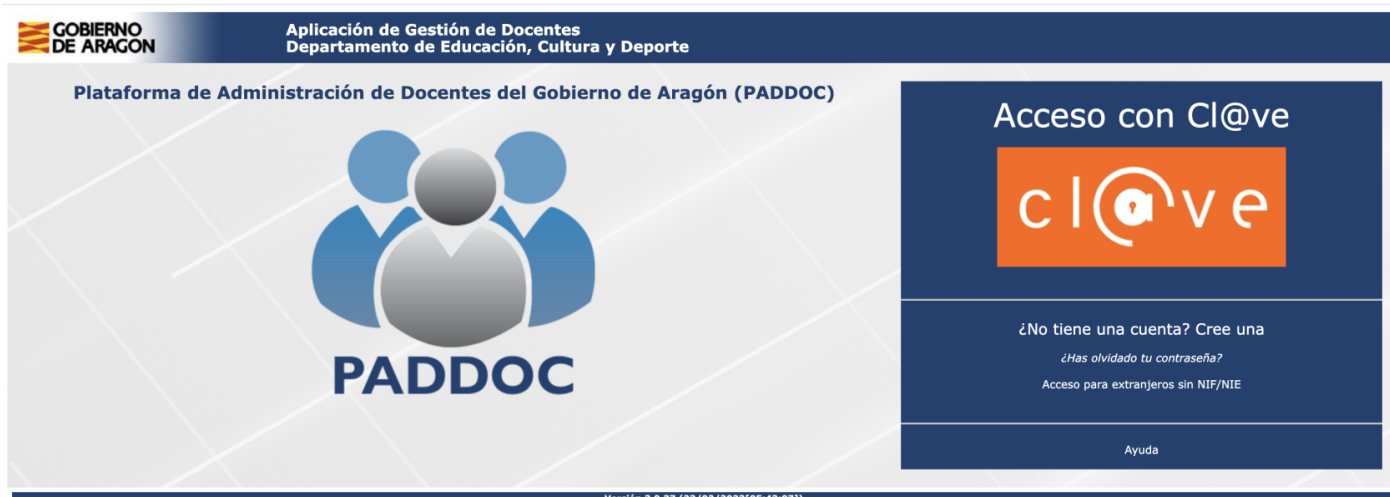 GOBIERNO
DE ARAGON
Aplicación de Gestión de Docentes
Departamento de Educación, Cultura y Deporte
Plataforma de Administración de Docentes del Gobierno de Aragón (PADDOC)
PADDOC
Acceso con Cl@ve
cl@ve
¿No tiene una cuenta? Cree una
¿Has olvidado tu contraseña?
Acceso para extranjeros sin NIF/NIE
Ayuda